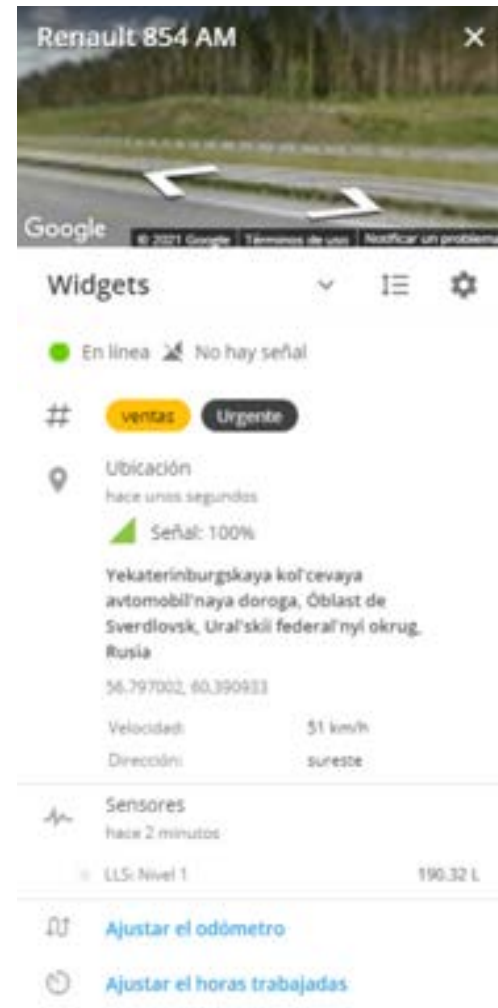 Renault 854 AM
Google
© 2021 Google Términos de uso Notificar un problema
Widgets
En línea No hay señal
ventas Urgente
Ubicación
hace unos segundos
Señal: 100%
Yekaterinburgskaya kol'cevaya
avtomobil'naya doroga, Óblast de
Sverdlovsk, Ural'skii federal'nyi okrug,
Rusia
56.797002, 60.390933
Velocidad: 51 km/h
Dirección: sureste
Sensores
hace 2 minutos
LLS: Nivel 1 190.32 L
Ajustar el odómetro
Ajustar el horas trabajadas